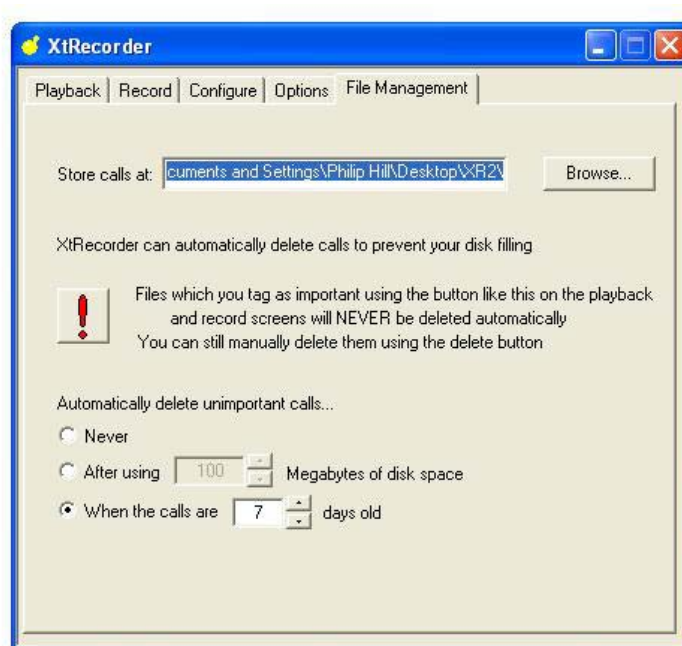 XtRecorder
Playback Record Configure Options File Management
Store calls at: cuments and Settings\Philip Hill\Desktop\XR2\ Browse...
XtRecorder can automatically delete calls to prevent your disk filling
Files which you tag as important using the button like this on the playback
and record screens will NEVER be deleted automatically
You can still manually delete them using the delete button
Automatically delete unimportant calls...
Never
After using 100 Megabytes of disk space
When the calls are 7 days old